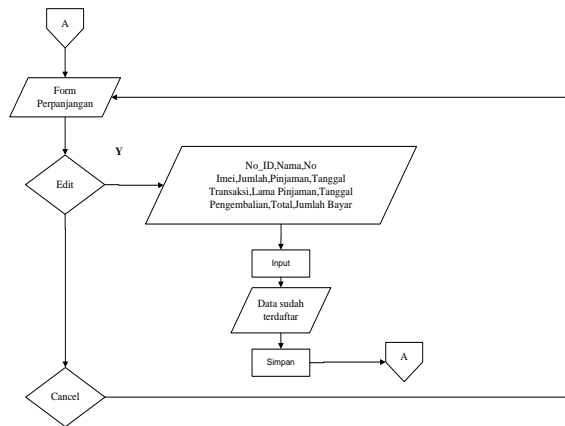 A
Form
Perpanjangan
Y
Edit
No_ID,Nama,No
Imei,Jumlah,Pinjaman,Tanggal
Transaksi,Lama Pinjaman,Tanggal
Pengembalian,Total,Jumlah Bayar
Input
Data sudah
terdaftar
Simpan
A
Cancel